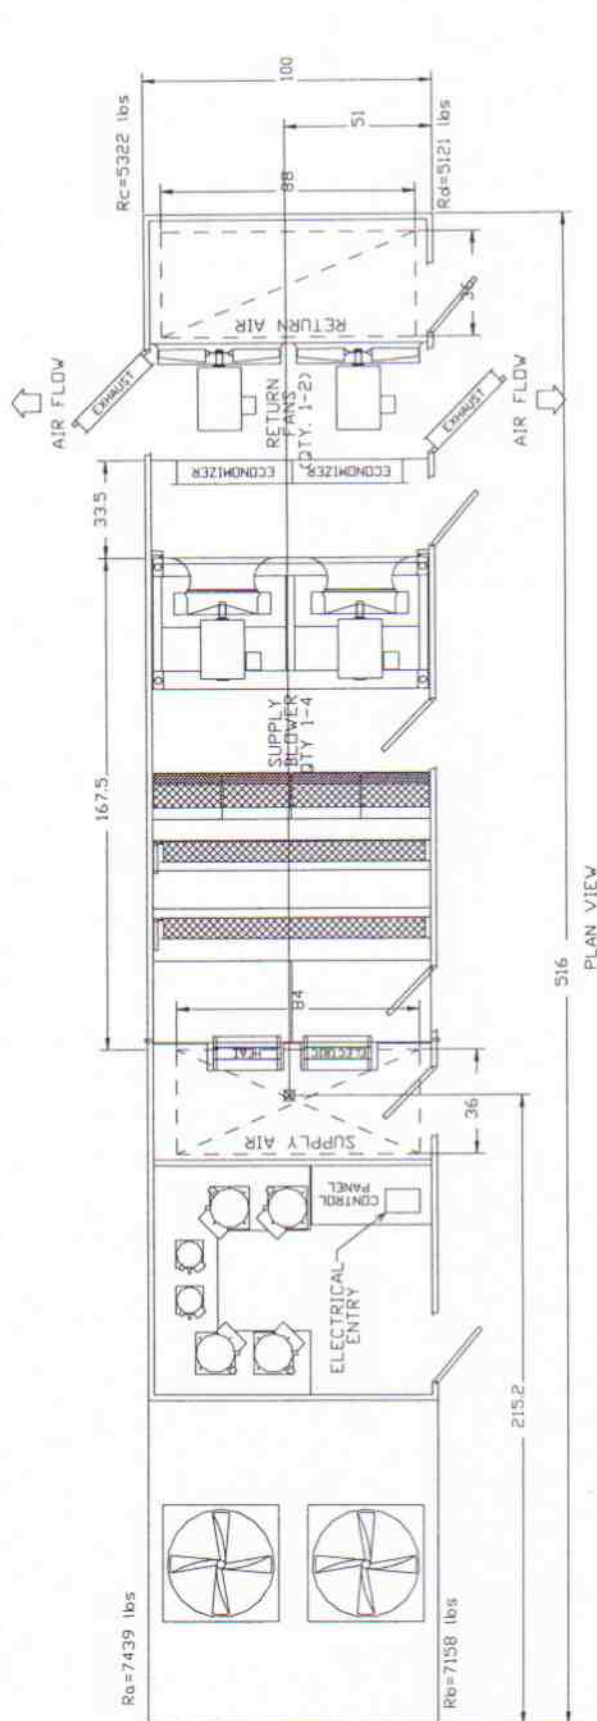 100
51
Rc=5322 lbs
Rd=5121 lbs
88
36
RETURN AIR
AIR FLOW
EXHAUST
RETURN
FANS
(QTY. 1-2)
EXHAUST
AIR FLOW
33.5
ECONOMIZER
ECONOMIZER
167.5
SUPPLY
BLOWER
QTY 1-4
84
HEAT
ELECTRIC
SUPPLY AIR
36
CONTROL
PANEL
ELECTRICAL
ENTRY
215.2
516
PLAN VIEW
Ra=7439 lbs
Rb=7158 lbs